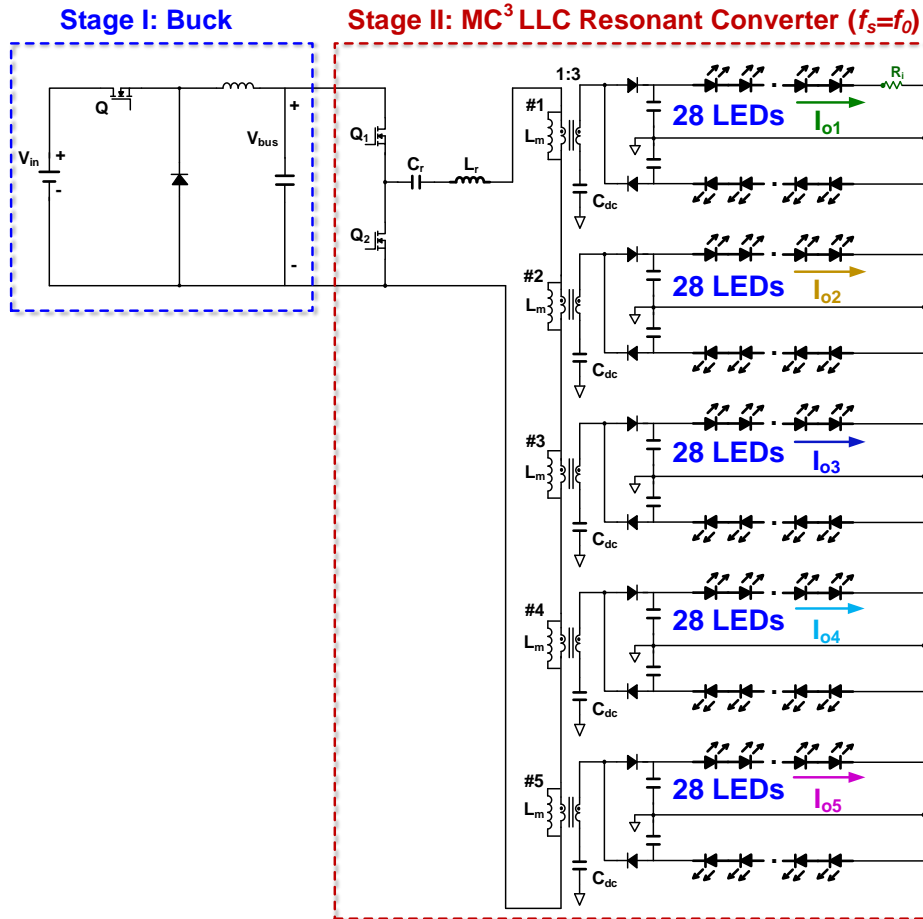 Stage I: Buck
Stage II: MC³ LLC Resonant Converter (fs=f0)
Q
Vin
+
-
Vbus
+
-
Q1
Q2
Cr
Lr
1:3
#1
Lm
Cdc
28 LEDs
Io1
Ri
#2
Lm
Cdc
28 LEDs
Io2
#3
Lm
Cdc
28 LEDs
Io3
#4
Lm
Cdc
28 LEDs
Io4
#5
Lm
Cdc
28 LEDs
Io5